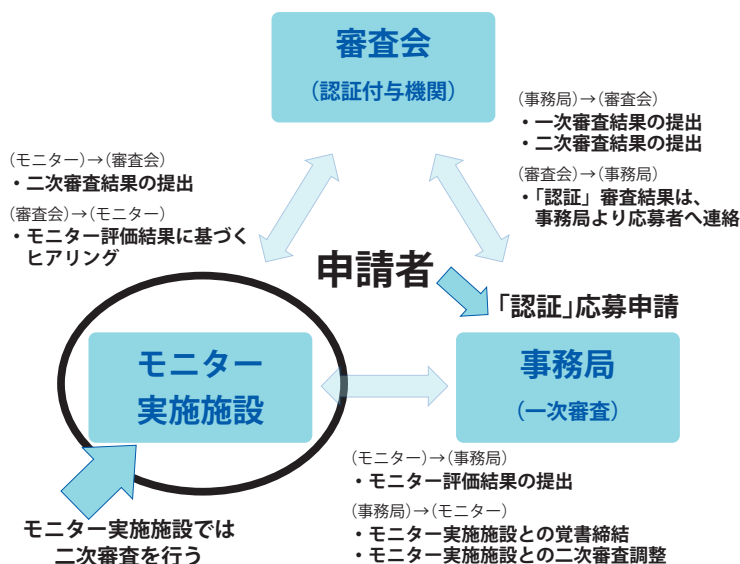 審査会
（認証付与機関）
（事務局）→（審査会）
・一次審査結果の提出
・二次審査結果の提出
（審査会）→（事務局）
・「認証」審査結果は、
事務局より応募者へ連絡
（モニター）→（審査会）
・二次審査結果の提出
（審査会）→（モニター）
・モニター評価結果に基づく
ヒアリング
申請者
「認証」応募申請
モニター
実施施設
事務局
（一次審査）
（モニター）→（事務局）
・モニター評価結果の提出
（事務局）→（モニター）
・モニター実施施設との覚書締結
・モニター実施施設との二次審査調整
モニター実施施設では
二次審査を行う